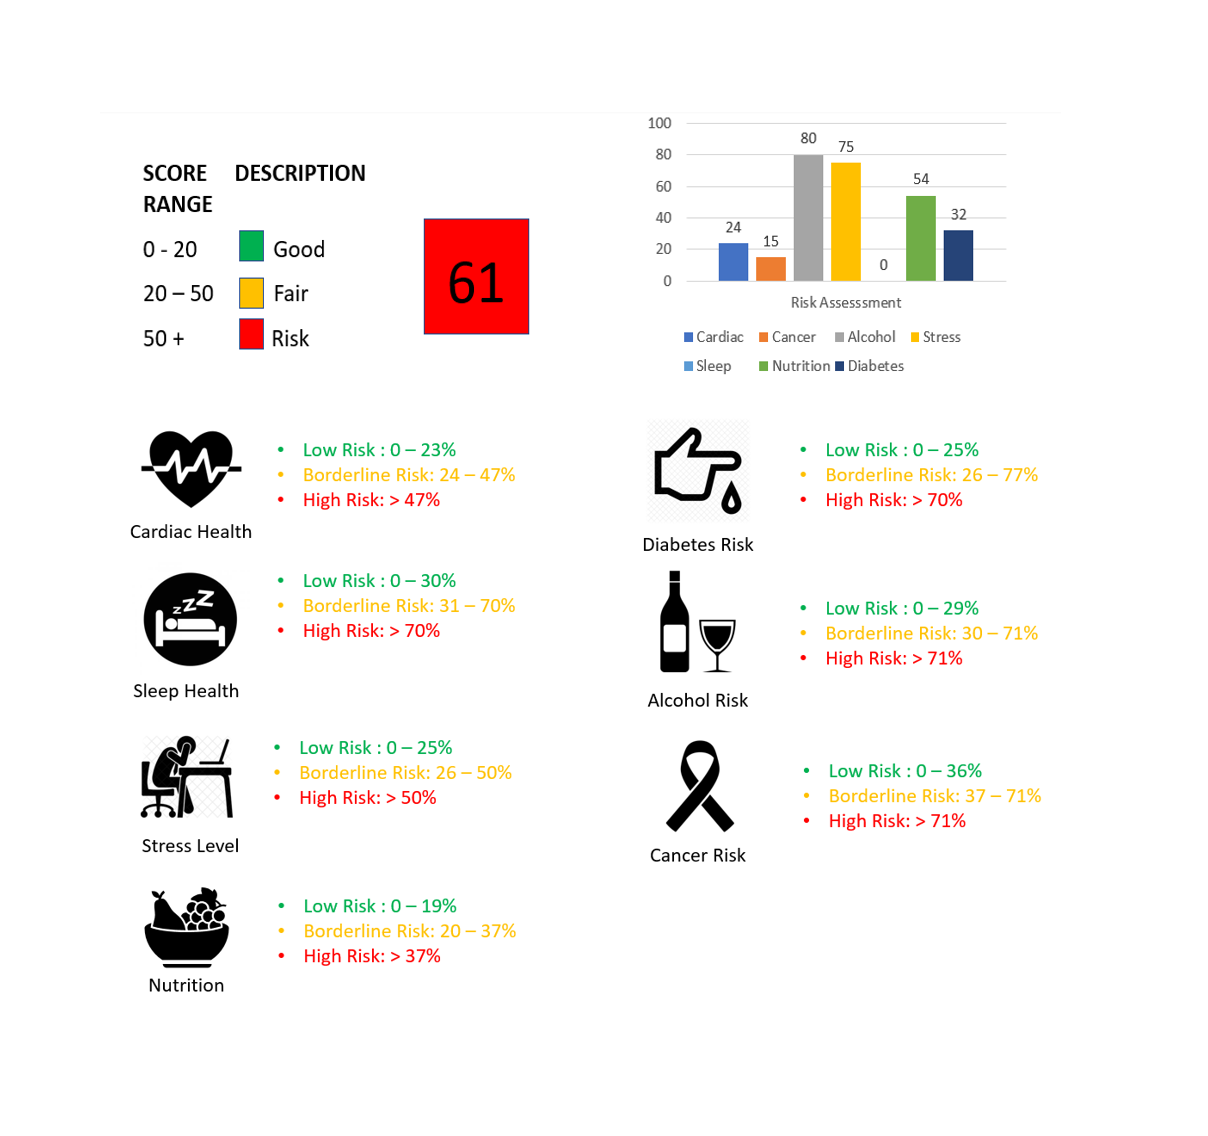 SCORE RANGE DESCRIPTION
0 - 20 Good
20 – 50 Fair
50 + Risk
61
100
80
60
40
20
0
24
15
80
75
0
54
32
Risk Assesssment
Cardiac Cancer Alcohol Stress
Sleep Nutrition Diabetes
• Low Risk : 0 – 23%
• Borderline Risk: 24 – 47%
• High Risk: > 47%
Cardiac Health
• Low Risk : 0 – 25%
• Borderline Risk: 26 – 77%
• High Risk: > 70%
Diabetes Risk
zzZ
• Low Risk : 0 – 30%
• Borderline Risk: 31 – 70%
• High Risk: > 70%
Sleep Health
• Low Risk : 0 – 29%
• Borderline Risk: 30 – 71%
• High Risk: > 71%
Alcohol Risk
• Low Risk : 0 – 25%
• Borderline Risk: 26 – 50%
• High Risk: > 50%
Stress Level
• Low Risk : 0 – 36%
• Borderline Risk: 37 – 71%
• High Risk: > 71%
Cancer Risk
• Low Risk : 0 – 19%
• Borderline Risk: 20 – 37%
• High Risk: > 37%
Nutrition